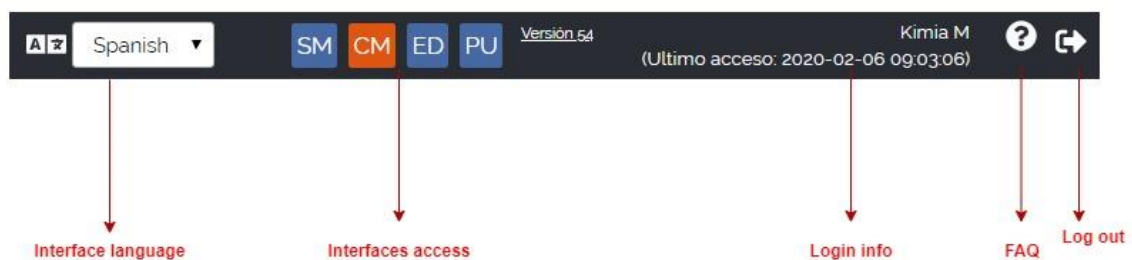 Spanish
SM CM ED PU
Versión 54
Kimia M
(Ultimo acceso: 2020-02-06 09:03:06)
Interface language
Interfaces access
Login info
FAQ
Log out